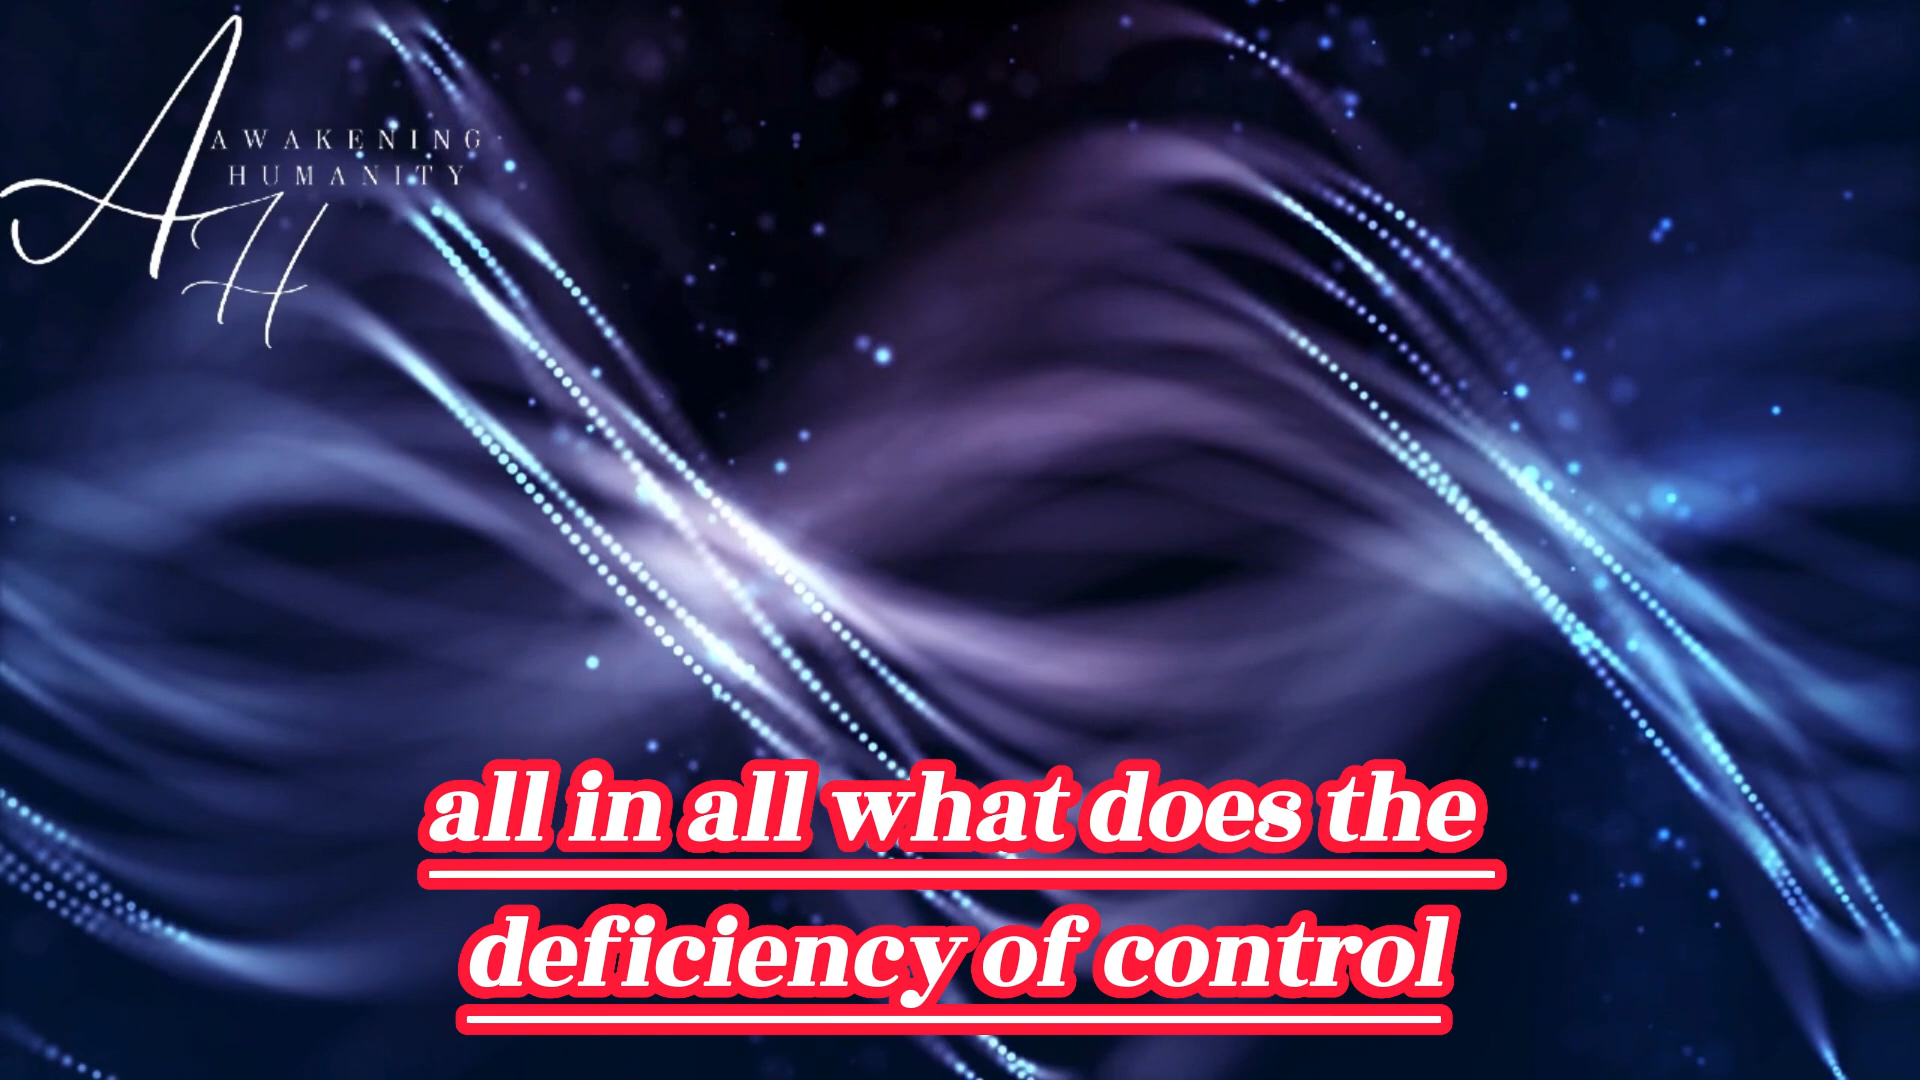 AWAKENING
HUMANITY
AH
all in all what does the
deficiency of control